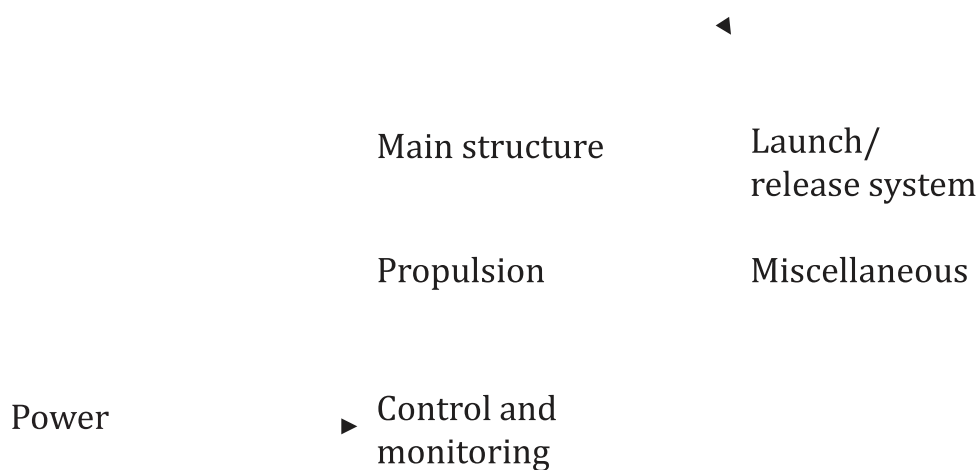 Main structure
Launch/
release system
Propulsion
Miscellaneous
Power
Control and
monitoring